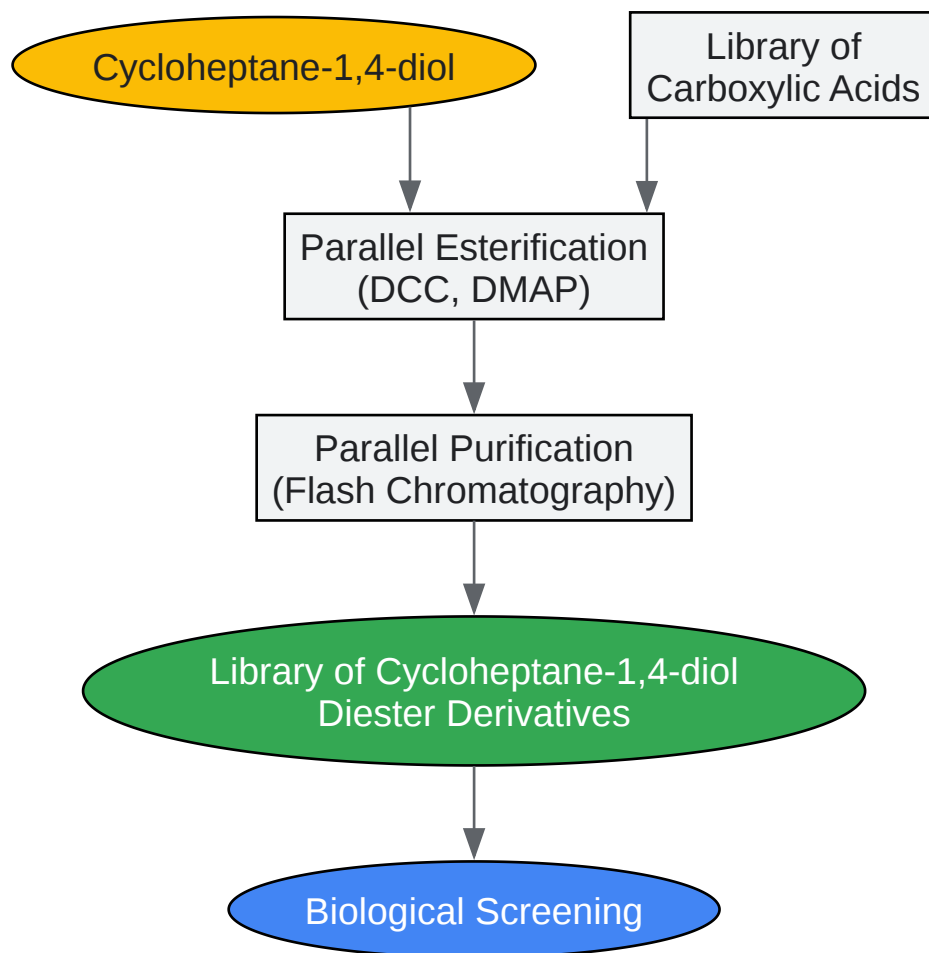 Cycloheptane-1,4-diol
Library of
Carboxylic Acids
Parallel Esterification
(DCC, DMAP)
Parallel Purification
(Flash Chromatography)
Library of Cycloheptane-1,4-diol
Diester Derivatives
Biological Screening